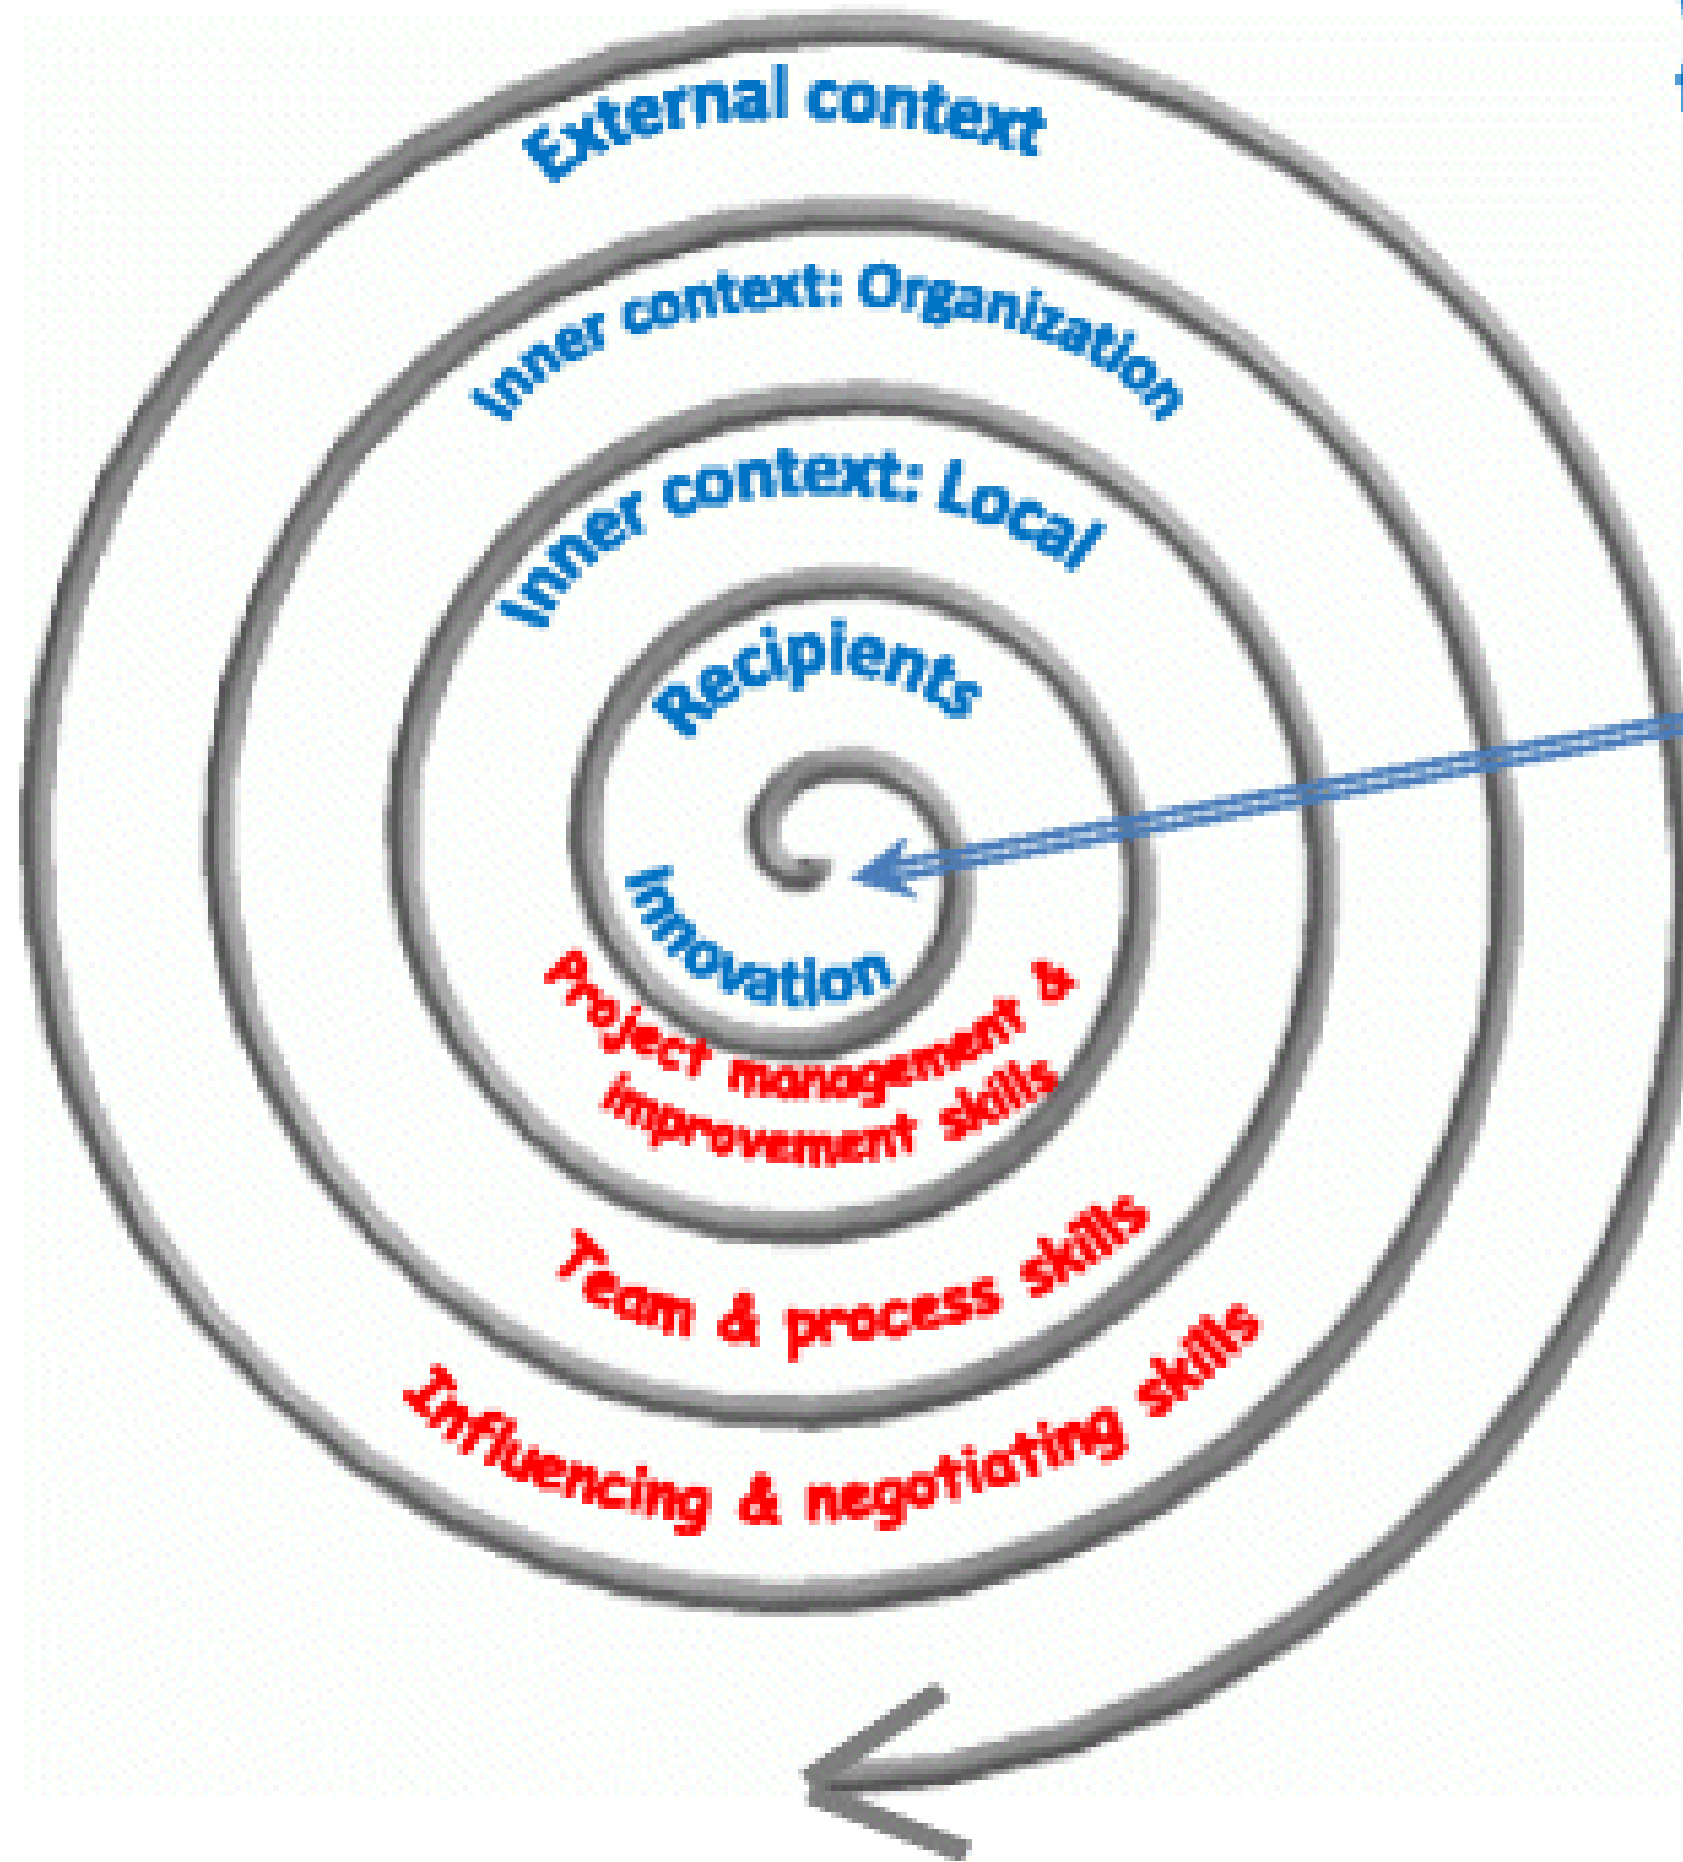 External context
Inner context: Organization
Inner context: Local
Recipients
Innovation
Project management &
improvement skills
Team & process skills
Influencing & negotiating skills